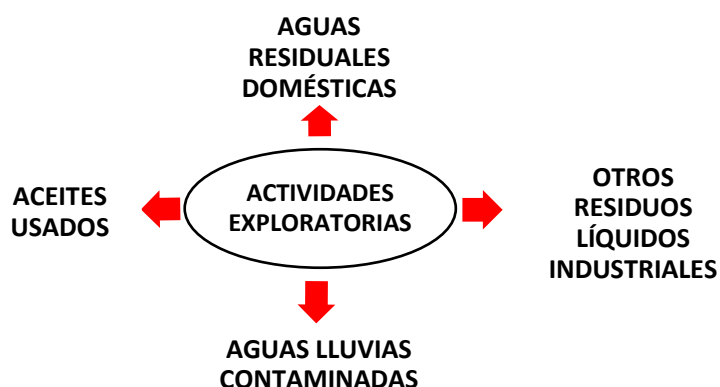 AGUAS
RESIDUALES
DOMÉSTICAS
ACEITES
USADOS
ACTIVIDADES
EXPLORATORIAS
OTROS
RESIDUOS
LÍQUIDOS
INDUSTRIALES
AGUAS LLUVIAS
CONTAMINADAS